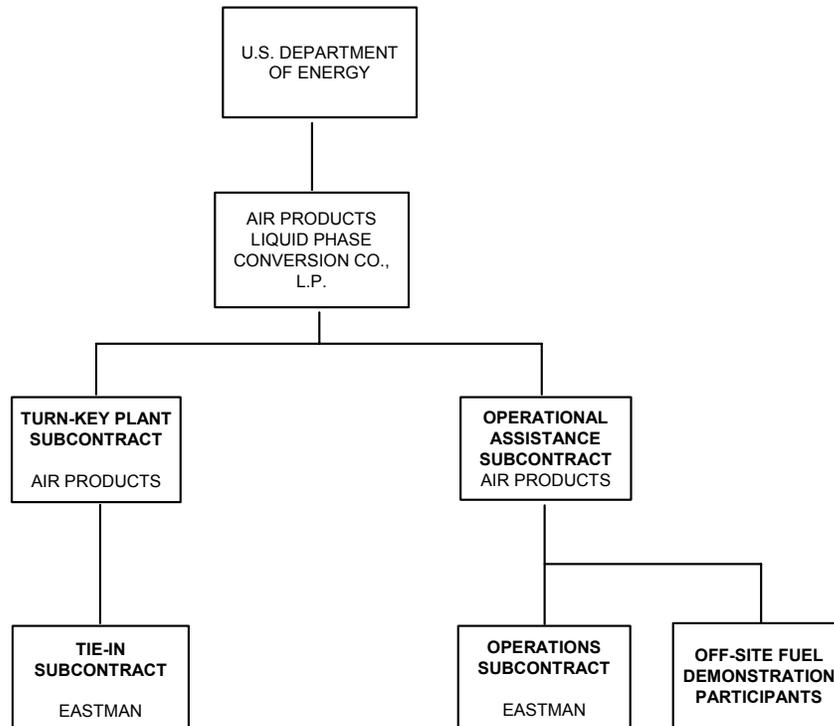 U.S. DEPARTMENT
OF ENERGY
AIR PRODUCTS
LIQUID PHASE
CONVERSION CO.,
L.P.
TURN-KEY PLANT
SUBCONTRACT
AIR PRODUCTS
OPERATIONAL
ASSISTANCE
SUBCONTRACT
AIR PRODUCTS
TIE-IN
SUBCONTRACT
EASTMAN
OPERATIONS
SUBCONTRACT
EASTMAN
OFF-SITE FUEL
DEMONSTRATION
PARTICIPANTS